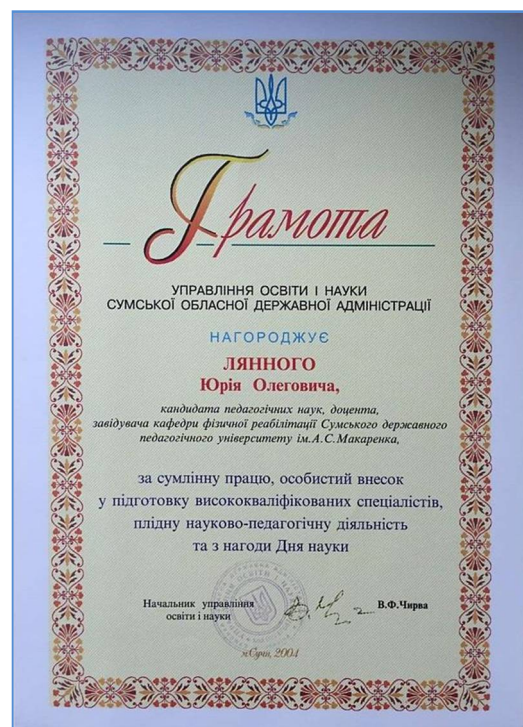 Грамота
УПРАВЛІННЯ ОСВІТИ І НАУКИ
СУМСЬКОЇ ОБЛАСНОЇ ДЕРЖАВНОЇ АДМІНІСТРАЦІЇ
НАГОРОДЖУЄ
ЛЯННОГО
Юрія Олеговича,
кандидата педагогічних наук, доцента,
завідувача кафедри фізичної реабілітації Сумського державного
педагогічного університету ім.А.С.Макаренка,
за сумлінну працю, особистий внесок
у підготовку висококваліфікованих спеціалістів,
плідну науково-педагогічну діяльність
та з нагоди Дня науки
Начальник управління
освіти і науки
В.Ф.Чирва
м.Суми, 2004